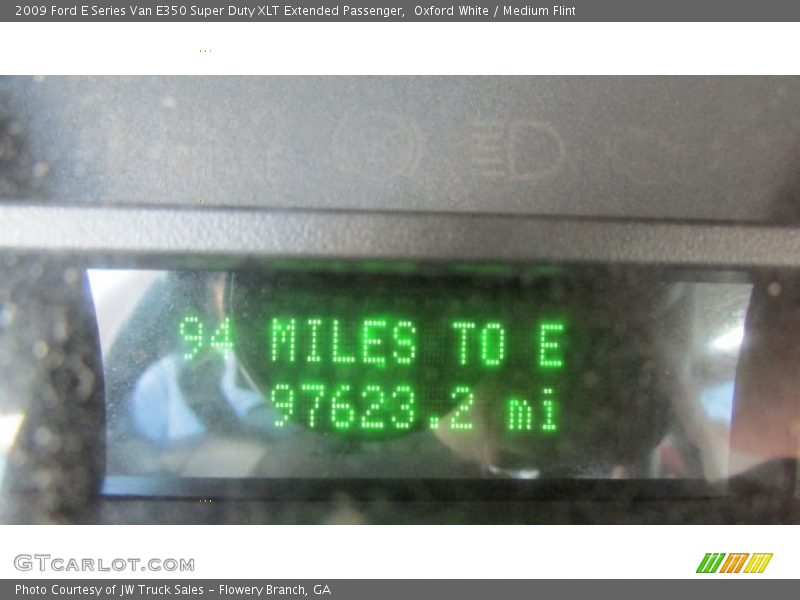 2009 Ford E Series Van E350 Super Duty XLT Extended Passenger,  Oxford White / Medium Flint
94 MILES TO E
97623.2 mi
GTCARLOT.COM
Photo Courtesy of JW Truck Sales - Flowery Branch, GA